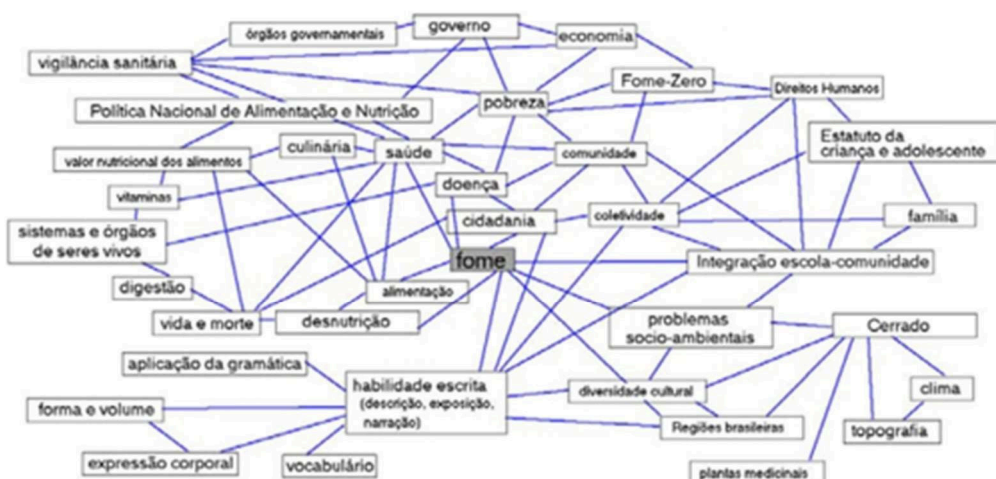 governo
órgãos governamentais
economia
vigilância sanitária
Fome-Zero
Direitos Humanos
Política Nacional de Alimentação e Nutrição
pobreza
Estatuto da
criança e adolescente
culinária
saúde
comunidade
valor nutricional dos alimentos
doença
vitaminas
cidadania
coletividade
família
sistemas e órgãos
de seres vivos
fome
Integração escola-comunidade
digestão
alimentação
vida e morte
desnutrição
problemas
socio-ambientais
Cerrado
aplicação da gramática
habilidade escrita
(descrição, exposição,
narração)
diversidade cultural
clima
forma e volume
Regiões brasileiras
topografia
expressão corporal
vocabulário
plantas medicinais